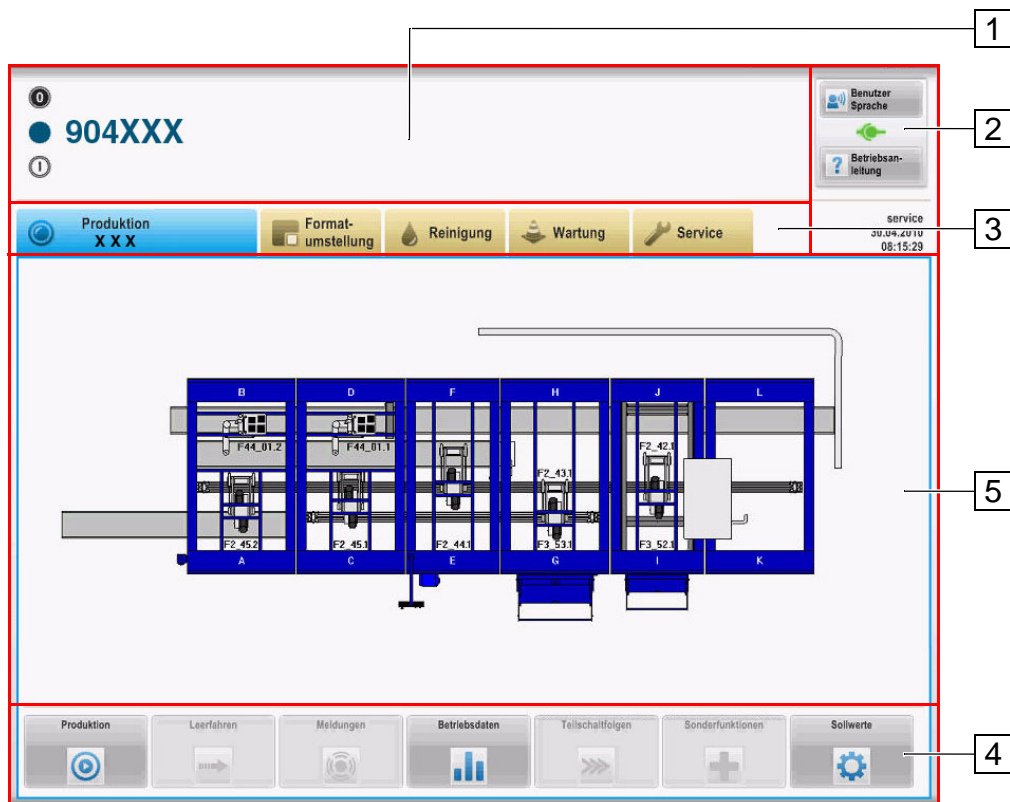 1
0
904XXX
I
Benutzer
Sprache
2
Betriebsan-
leitung
Produktion
X X X
Format-
umstellung
Reinigung
Wartung
Service
service
30.04.2010
08:15:29
3
B
D
F
H
J
L
F44_01.2
F44_01.1
F2_42.1
F2_43.1
5
F2_45.2
F2_45.1
F2_44.1
F3_53.1
F3_52.1
A
C
E
G
I
K
Produktion
Leerfahren
Meldungen
Betriebsdaten
Teilschaltfolgen
Sonderfunktionen
Sollwerte
4